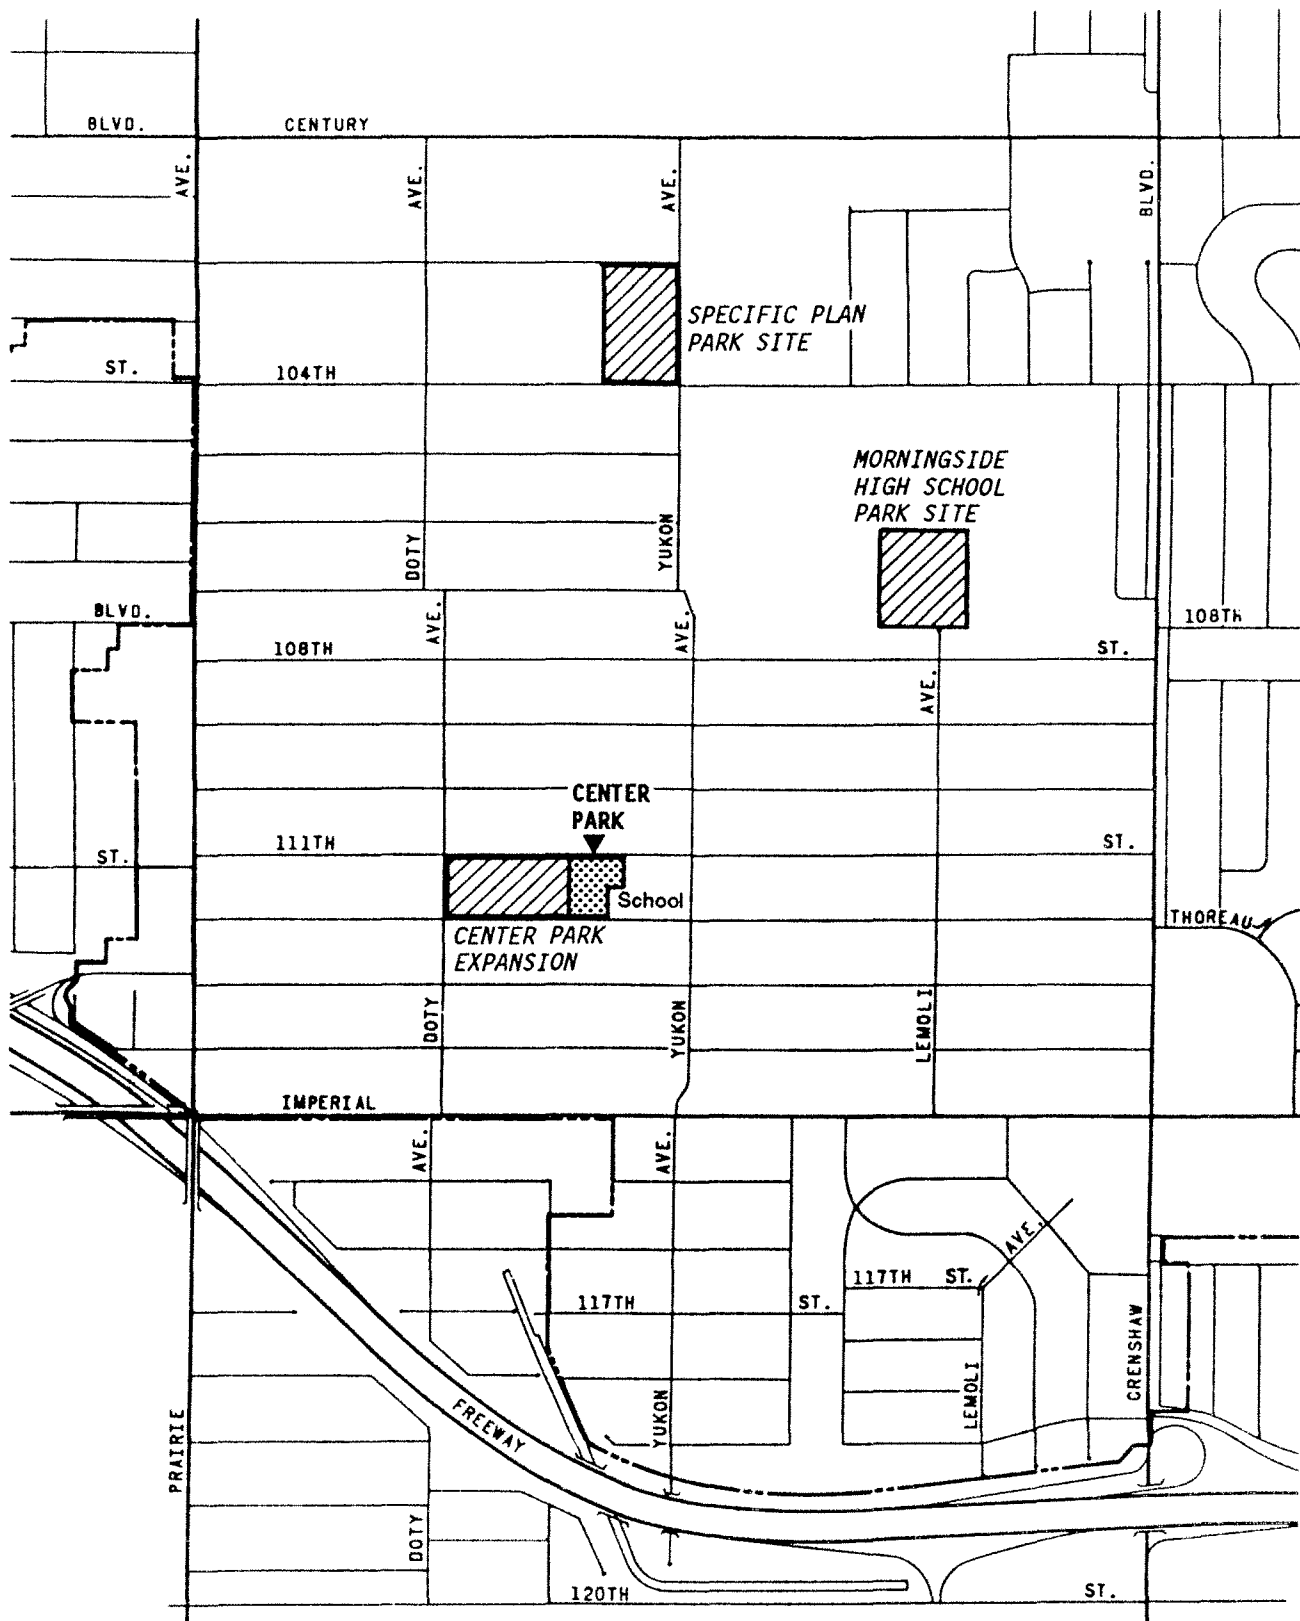 BLVD.
CENTURY
AVE.
AVE.
AVE.
BLVD.
SPECIFIC PLAN
PARK SITE
ST.
104TH
MORNINGSIDE
HIGH SCHOOL
PARK SITE
DOTY
YUKON
BLVD.
AVE.
AVE.
108TH
108TH
ST.
AVE.
CENTER
PARK
111TH
ST.
ST.
School
THOREAU
CENTER PARK
EXPANSION
DOTY
YUKON
LEMOLI
IMPERIAL
AVE.
AVE.
AVE.
117TH ST.
117TH
ST.
CRENSHAW
LEMOLI
YUKON
FREEWAY
PRAIRIE
DOTY
120TH
ST.